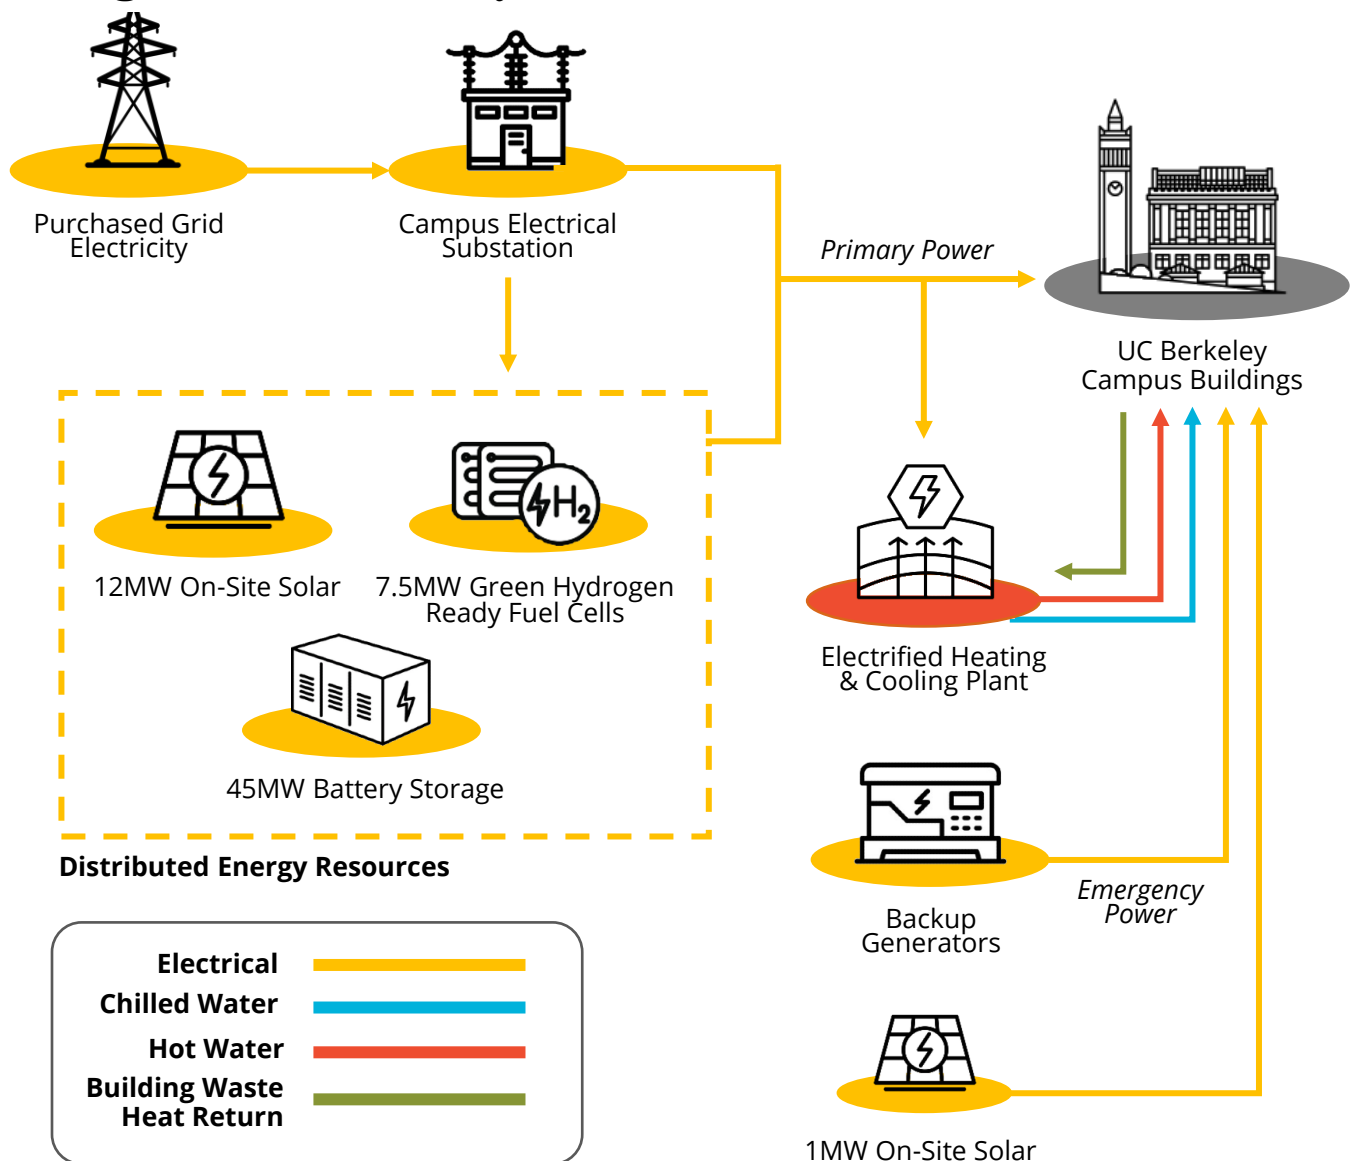 Purchased Grid
Electricity
Campus Electrical
Substation
Primary Power
UC Berkeley
Campus Buildings
12MW On-Site Solar
7.5MW Green Hydrogen
Ready Fuel Cells
H2
45MW Battery Storage
Distributed Energy Resources
Electrified Heating
& Cooling Plant
Backup
Generators
Emergency
Power
1MW On-Site Solar
Electrical
Chilled Water
Hot Water
Building Waste
Heat Return